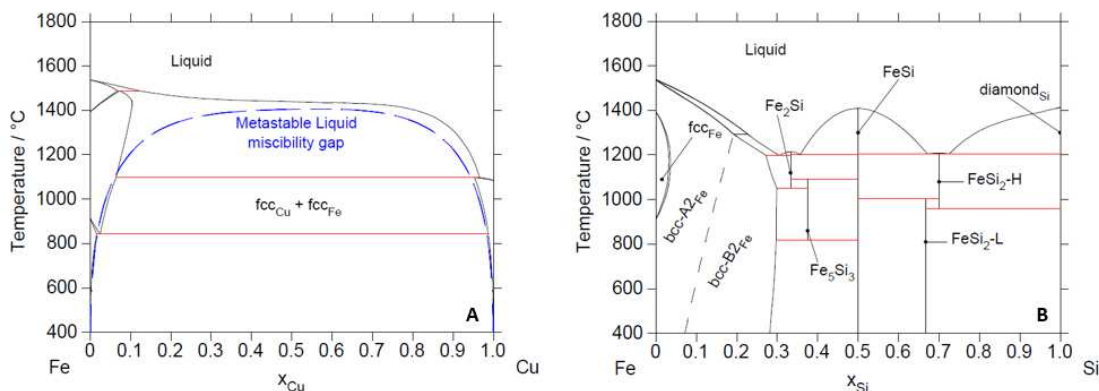 1800
1600
1400
1200
1000
800
600
400
Temperature / °C
Liquid
Metastable Liquid
miscibility gap
fcc_Cu + fcc_Fe
A
0 0.1 0.2 0.3 0.4 0.5 0.6 0.7 0.8 0.9 1.0
Fe x_Cu Cu
1800
1600
1400
1200
1000
800
600
400
Temperature / °C
Liquid
FeSi
Fe₂Si
diamond_Si
fcc_Fe
bcc-A2_Fe
bcc-B2_Fe
FeSi₂-H
FeSi₂-L
Fe₅Si₃
B
0 0.1 0.2 0.3 0.4 0.5 0.6 0.7 0.8 0.9 1.0
Fe x_Si Si